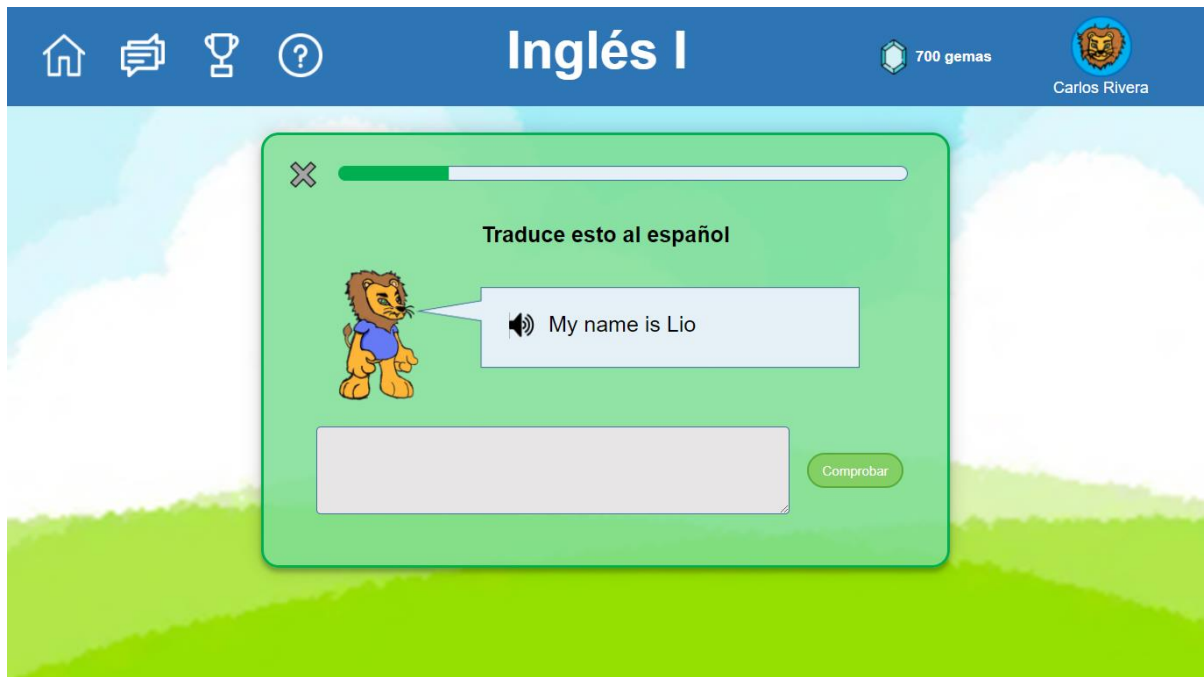 Inglés I
700 gemas
Carlos Rivera
Traduce esto al español
My name is Lio
Comprobar